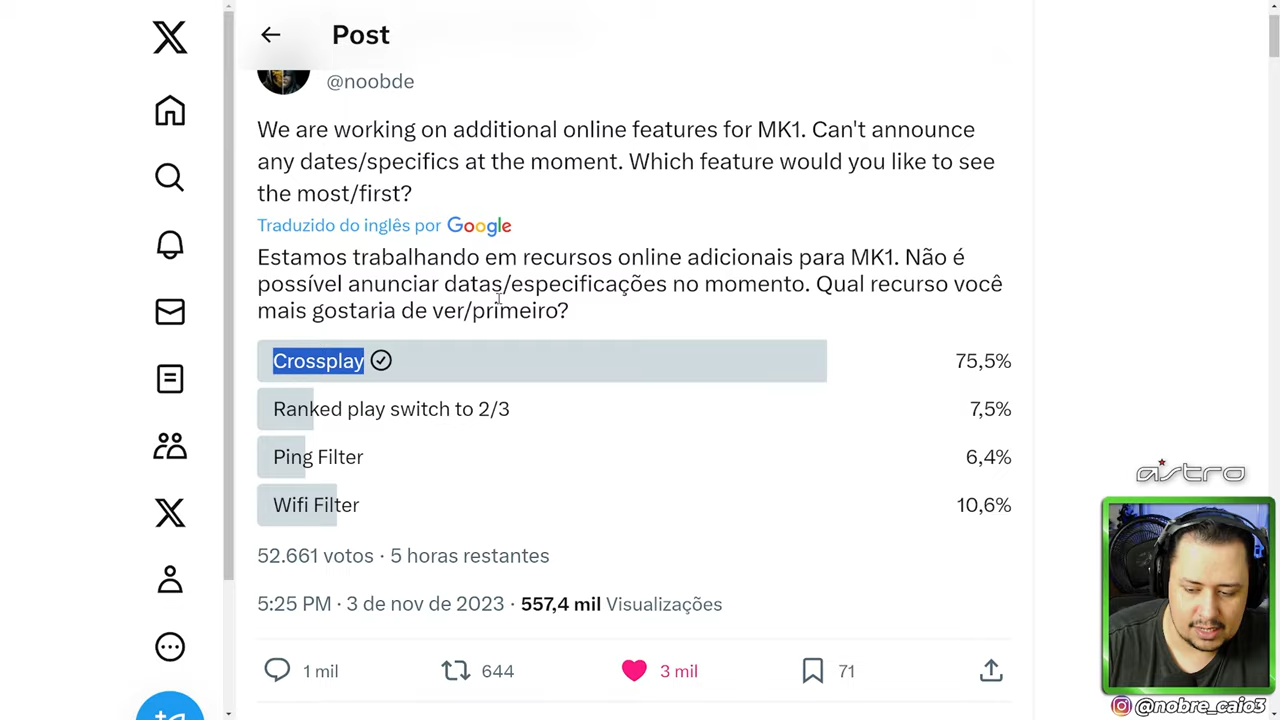 Post
@noobde
We are working on additional online features for MK1. Can't announce
any dates/specifics at the moment. Which feature would you like to see
the most/first?
Traduzido do inglês por Google
Estamos trabalhando em recursos online adicionais para MK1. Não é
possível anunciar datas/especificações no momento. Qual recurso você
mais gostaria de ver/primeiro?
Crossplay 75,5%
Ranked play switch to 2/3 7,5%
Ping Filter 6,4%
Wifi Filter 10,6%
52.661 votos · 5 horas restantes
5:25 PM · 3 de nov de 2023 · 557,4 mil Visualizações
1 mil 644 3 mil 71
astro
@nobre_caio3